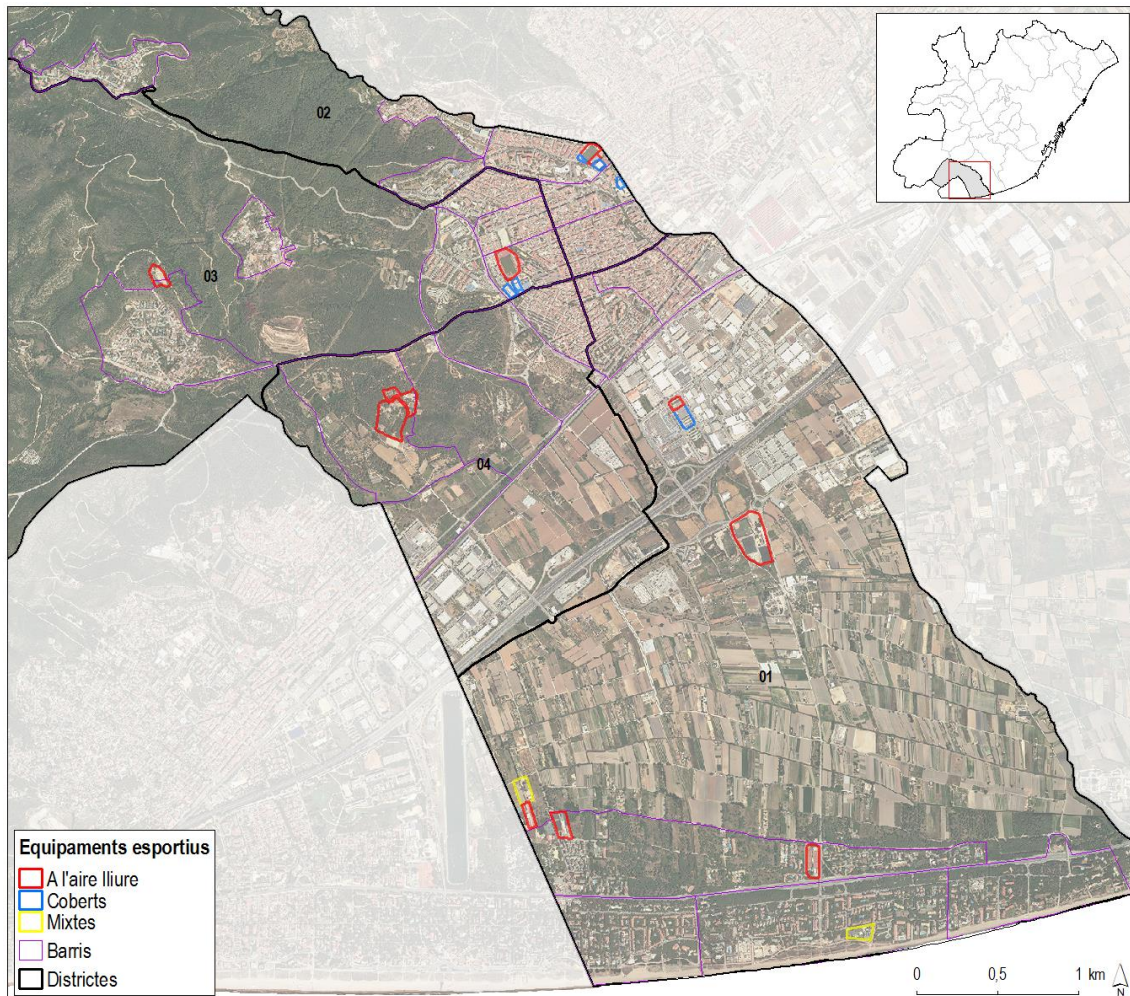 02
03
04
01
Equipaments esportius
A l'aire lliure
Coberts
Mixtes
Barris
Districtes
0 0,5 1 km
N